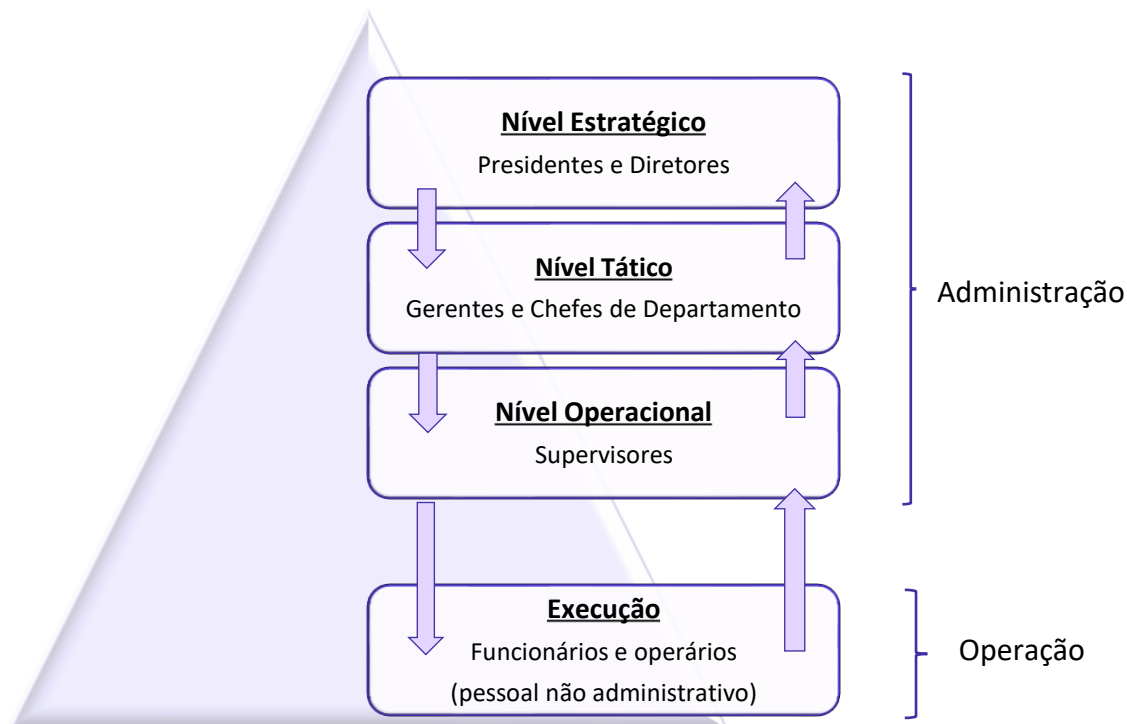 Nível Estratégico
Presidentes e Diretores
Nível Tático
Gerentes e Chefes de Departamento
Administração
Nível Operacional
Supervisores
Execução
Funcionários e operários
(pessoal não administrativo)
Operação